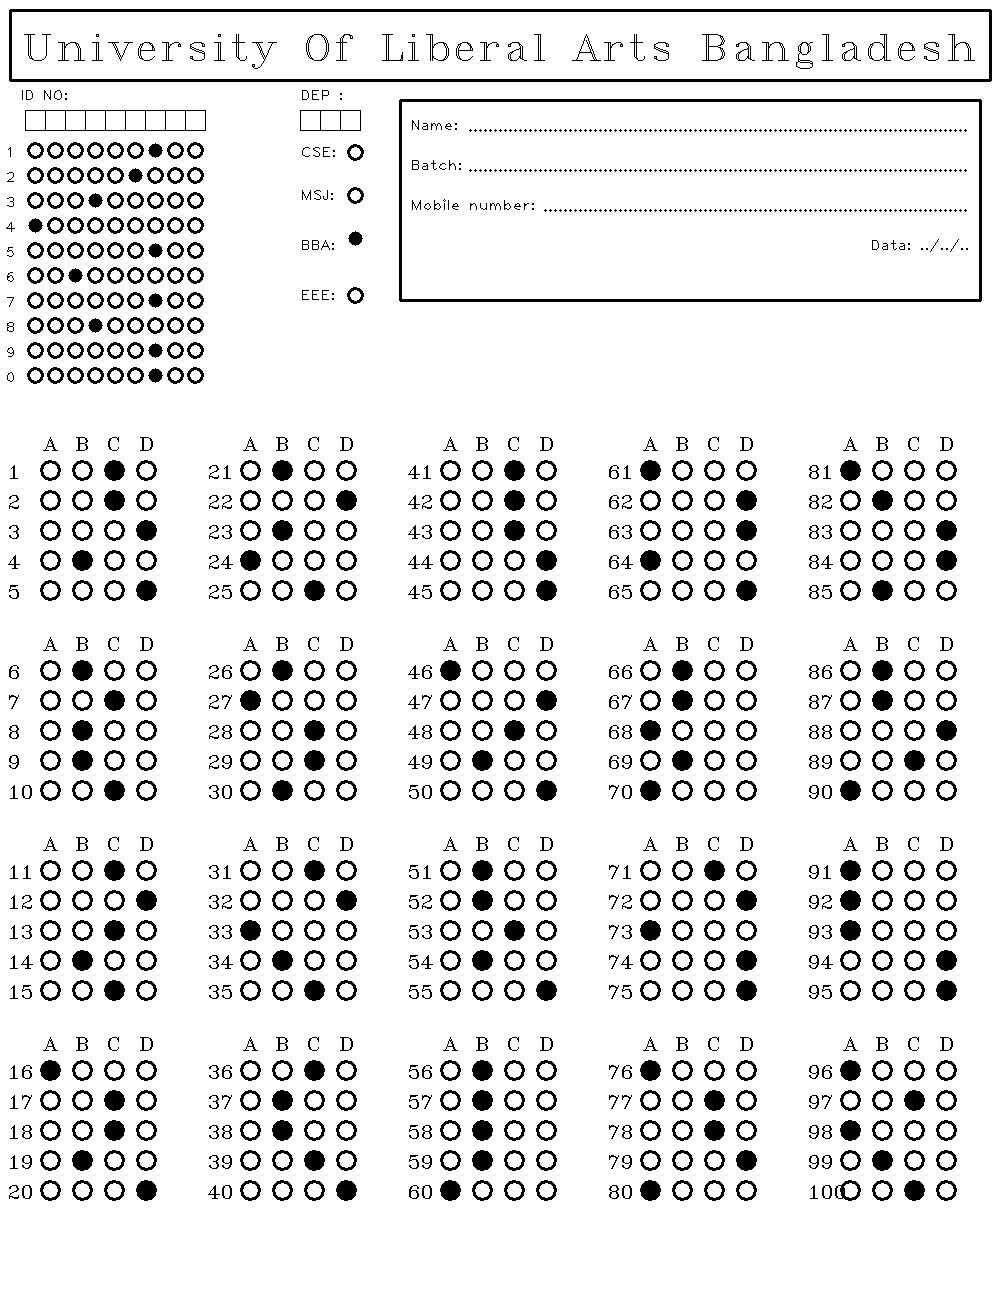 University Of Liberal Arts Bangladesh
ID NO:
DEP :
Name: ........................................................................
Batch: ........................................................................
Mobile number: ........................................................................
Data: ../../..
CSE:
MSJ:
BBA:
EEE:
1
2
3
4
5
6
7
8
9
0
A B C D A B C D A B C D A B C D A B C D
1 21 41 61 81
2 22 42 62 82
3 23 43 63 83
4 24 44 64 84
5 25 45 65 85
A B C D A B C D A B C D A B C D A B C D
6 26 46 66 86
7 27 47 67 87
8 28 48 68 88
9 29 49 69 89
10 30 50 70 90
A B C D A B C D A B C D A B C D A B C D
11 31 51 71 91
12 32 52 72 92
13 33 53 73 93
14 34 54 74 94
15 35 55 75 95
A B C D A B C D A B C D A B C D A B C D
16 36 56 76 96
17 37 57 77 97
18 38 58 78 98
19 39 59 79 99
20 40 60 80 100